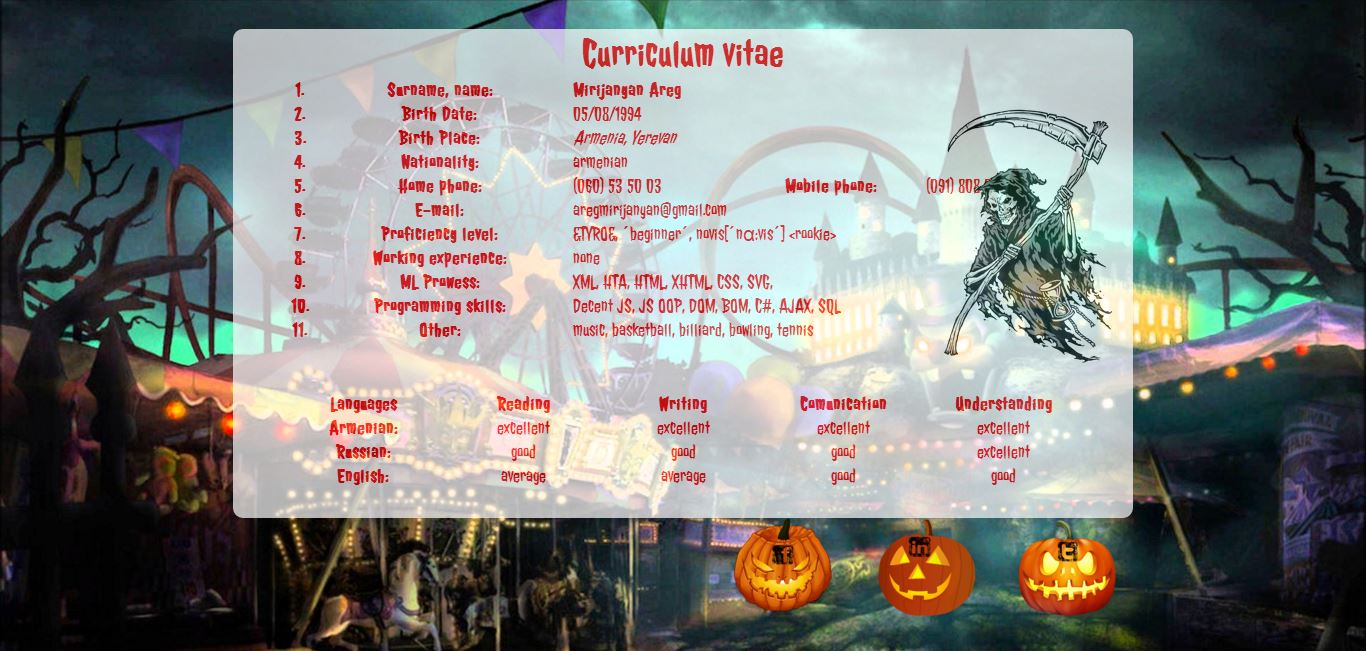 Curriculum Vitae
1. Surname, name: Mirijanyan Areg
2. Birth Date: 05/08/1994
3. Birth Place: Armenia, Yerevan
4. Nationality: armenian
5. Home phone: (060) 53 50 03 Mobile phone: (091) 808
6. E-mail: aregmirijanyan@gmail.com
7. Proficiency level: &TYRO&, ´beginner´, novis[´nɑ:vis´] <rookie>
8. Working experience: none
9. ML Prowess: XML, HTA, HTML, XHTML, CSS, SVG,
10. Programming skills: Decent JS, JS OOP, DOM, BOM, C#, AJAX, SQL
11. Other: music, basketball, billiard, bowling, tennis
Languages Reading Writing Comunication Understanding
Armenian: excellent excellent excellent excellent
Russian: good good good excellent
English: average average good good
f in t